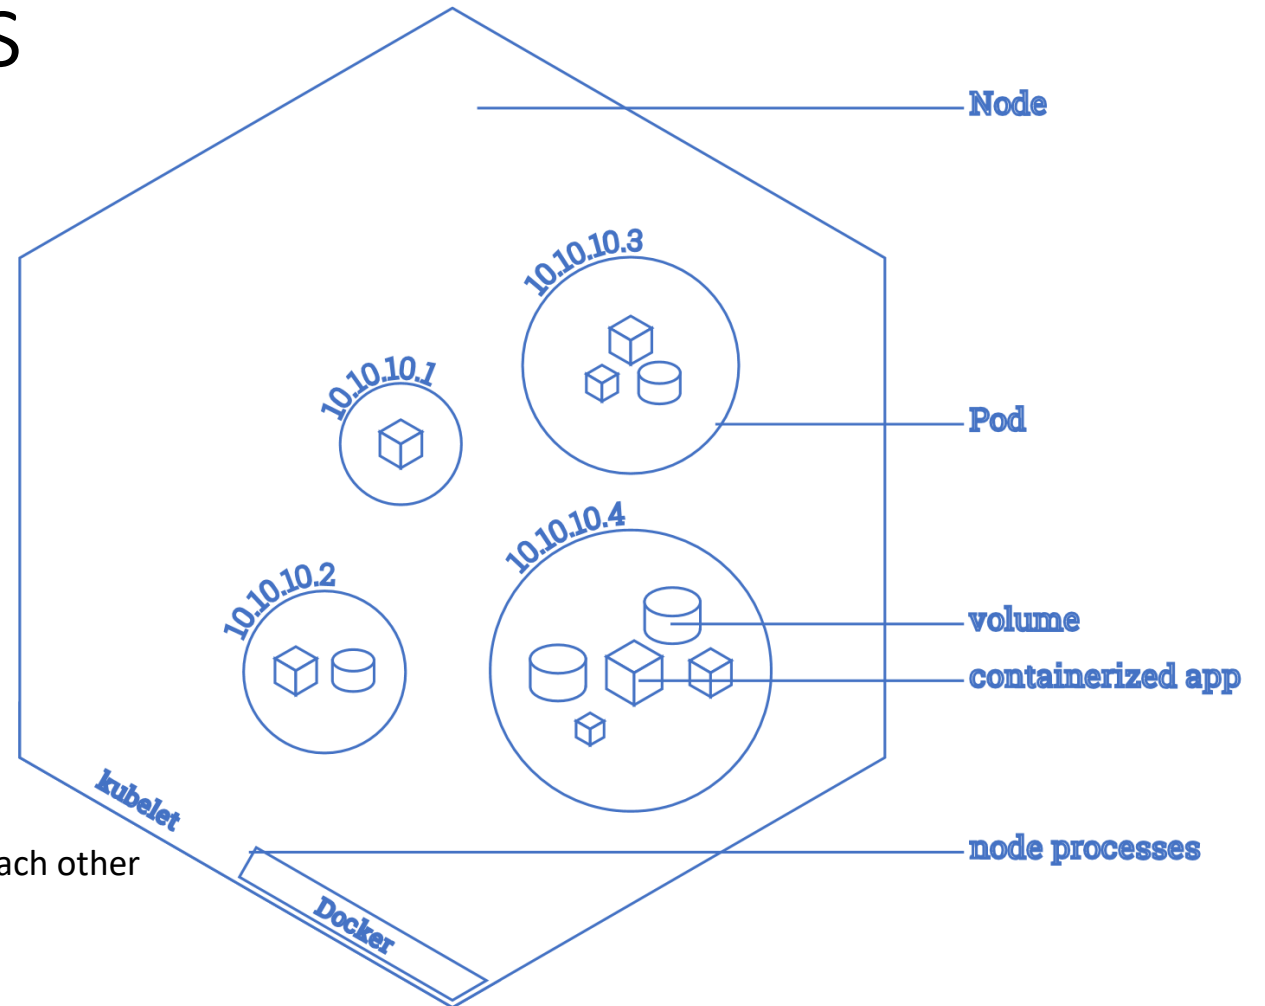 s
Node
10.10.10.3
10.10.10.1
Pod
10.10.10.4
10.10.10.2
volume
containerized app
kubelet
node processes
ach other
Docker